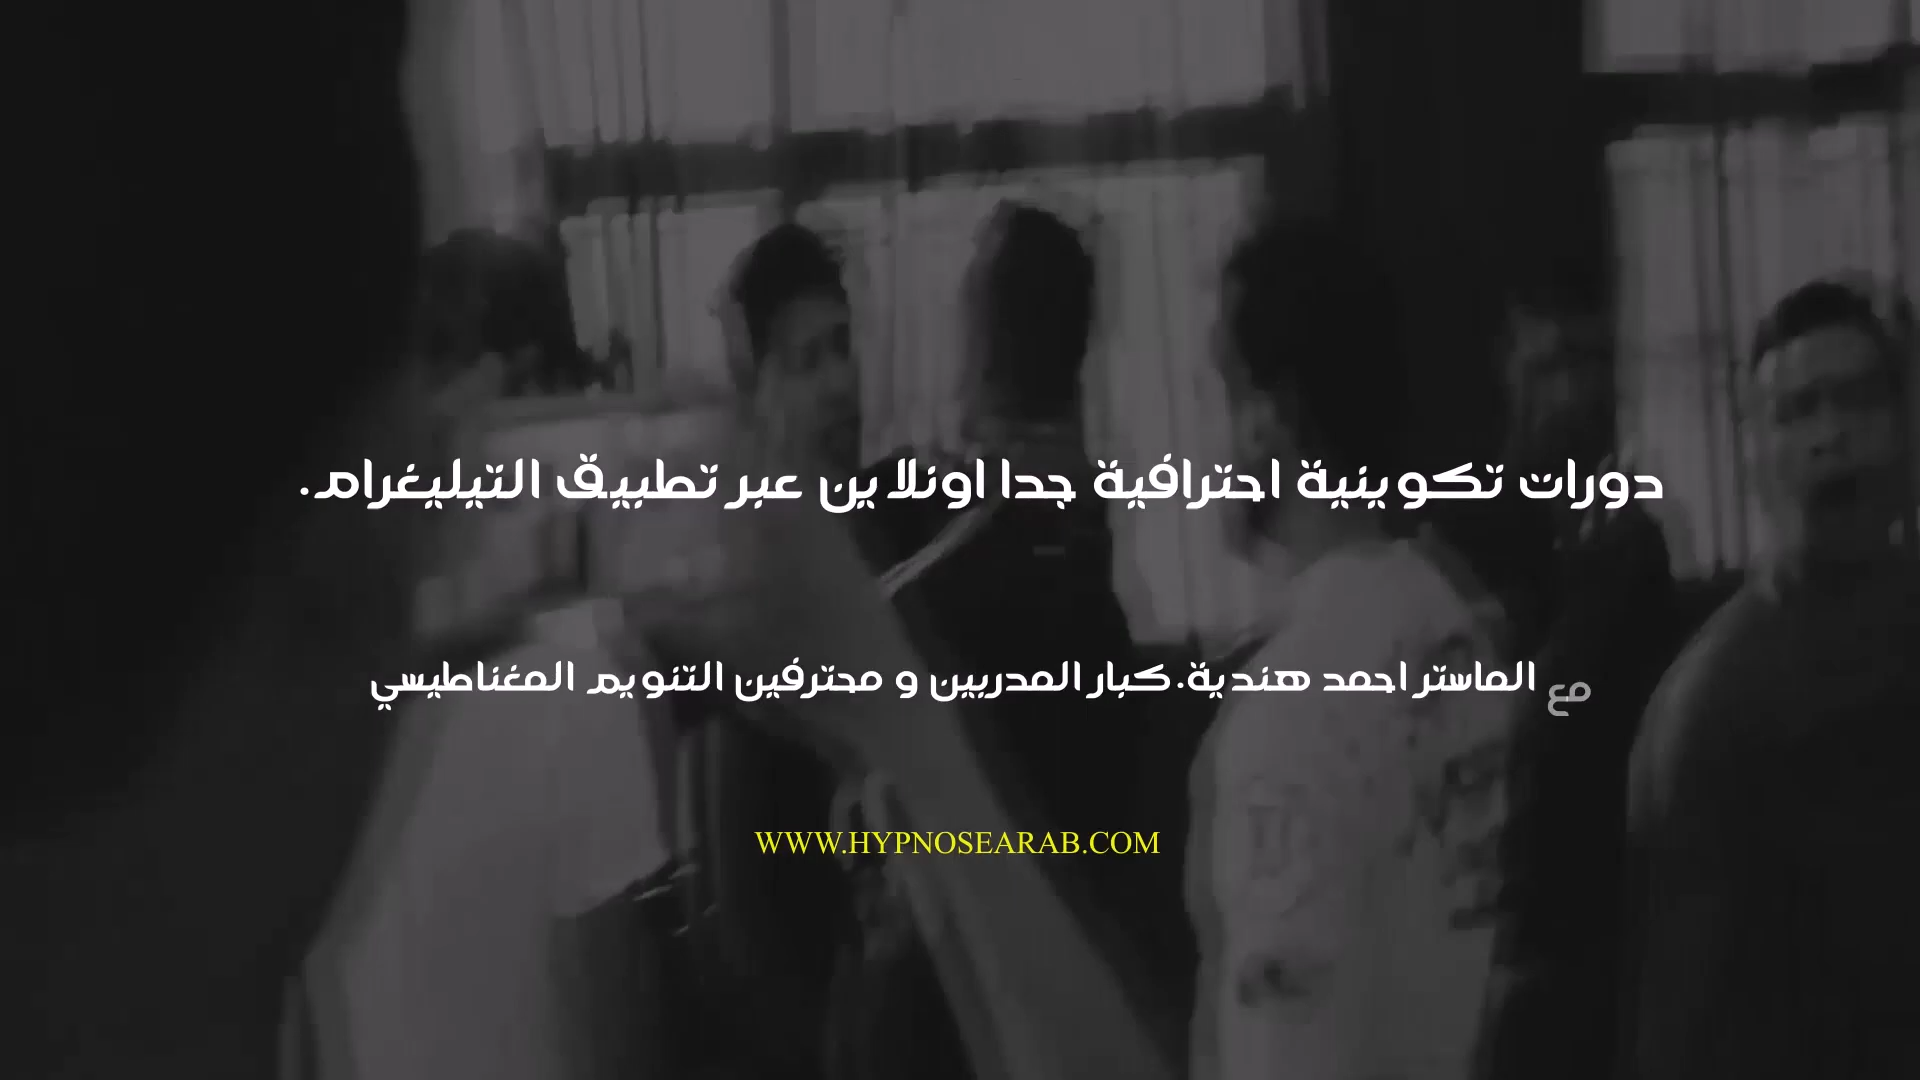 دورات تكوينية احترافية جدا اونلاين عبر تطبيق التيليغرام.
مع الماستر احمد هندية. كبار المدربين و محترفين التنويم المغناطيسي
WWW.HYPNOSEARAB.COM